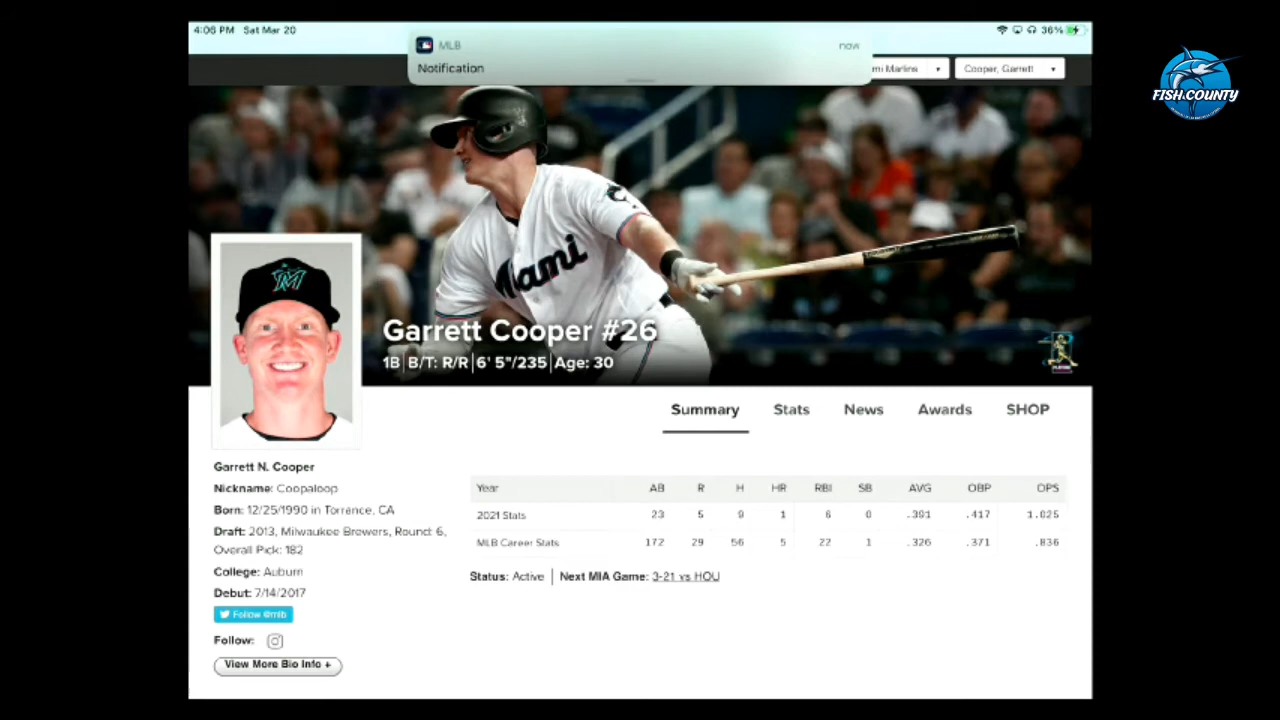 4:06 PM Sat Mar 20
36%
MLB
now
Notification
mi Marlins
Cooper, Garrett
FISH COUNTY
Miami
Garrett Cooper #26
1B | B/T: R/R | 6' 5"/235 | Age: 30
Summary Stats News Awards SHOP
Garrett N. Cooper
Nickname: Coopaloop
Born: 12/25/1990 in Torrance, CA
Draft: 2013, Milwaukee Brewers, Round: 6,
Overall Pick: 182
College: Auburn
Debut: 7/14/2017
Follow @mlb
Follow:
View More Bio Info +
Year AB R H HR RBI SB AVG OBP OPS
2021 Stats 23 5 9 1 6 0 .391 .417 1.025
MLB Career Stats 172 29 56 5 22 1 .326 .371 .836
Status: Active | Next MIA Game: 3-21 vs HOU